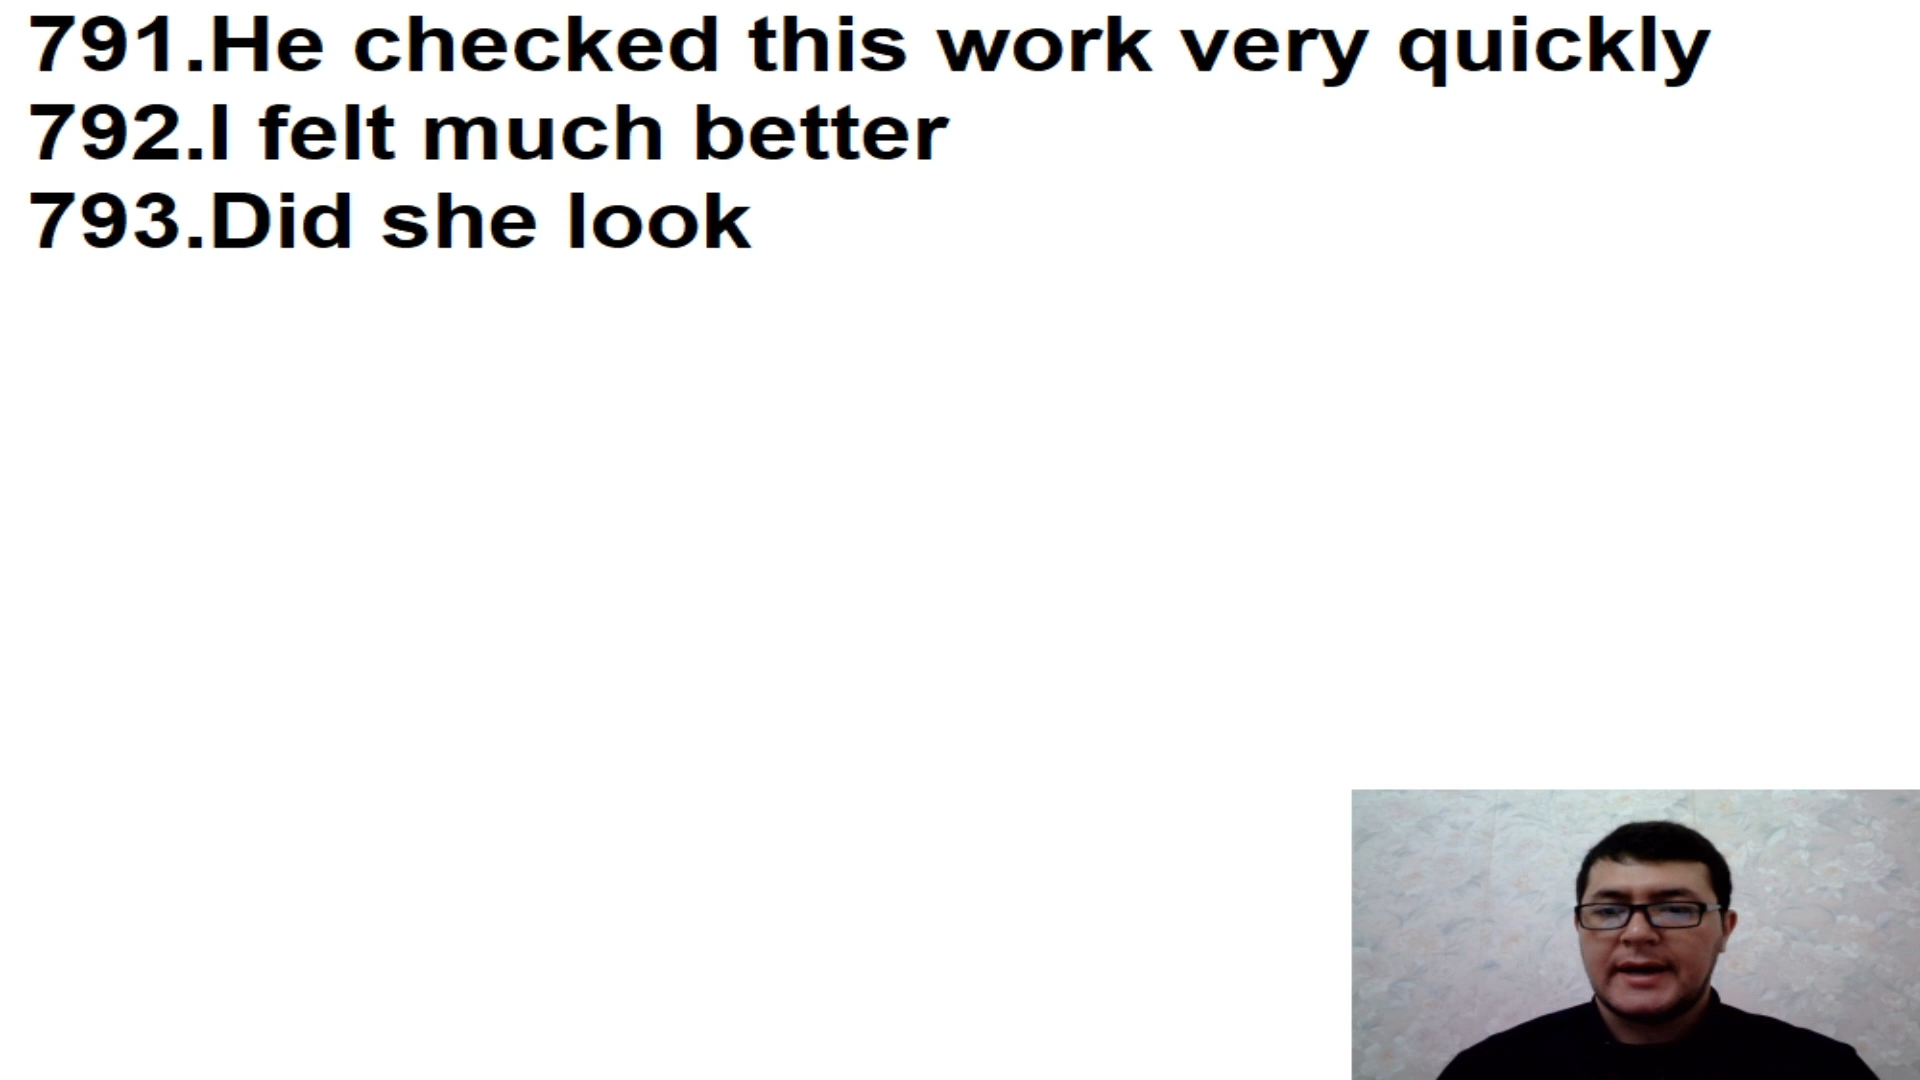 791.He checked this work very quickly
792.I felt much better
793.Did she look